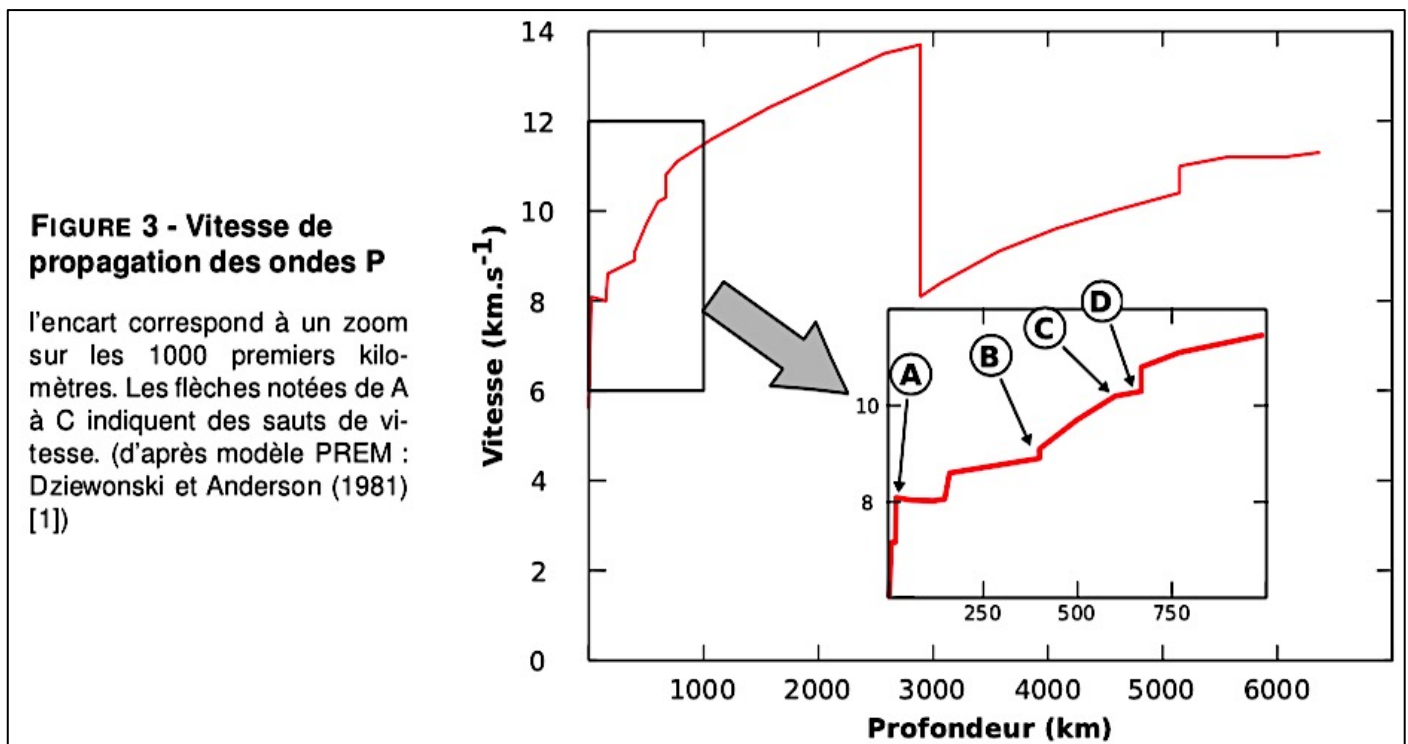 FIGURE 3 - Vitesse de
propagation des ondes P
l'encart correspond à un zoom
sur les 1000 premiers kilo-
mètres. Les flèches notées de A
à C indiquent des sauts de vi-
tesse. (d'après modèle PREM :
Dziewonski et Anderson (1981)
[1])
Vitesse (km.s-1)
14
12
10
8
6
4
2
0
1000 2000 3000 4000 5000 6000
Profondeur (km)
A
B
C
D
10
8
250 500 750